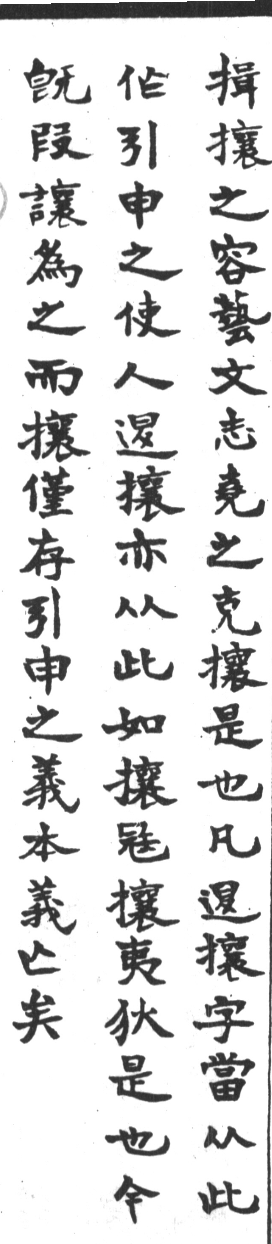 揖攘之容藝文志堯之克攘是也凡退攘字當从此
作引申之使人退攘亦从此如攘寇攘夷狄是也今
旣叚讓為之而攘僅存引申之義本義亡矣